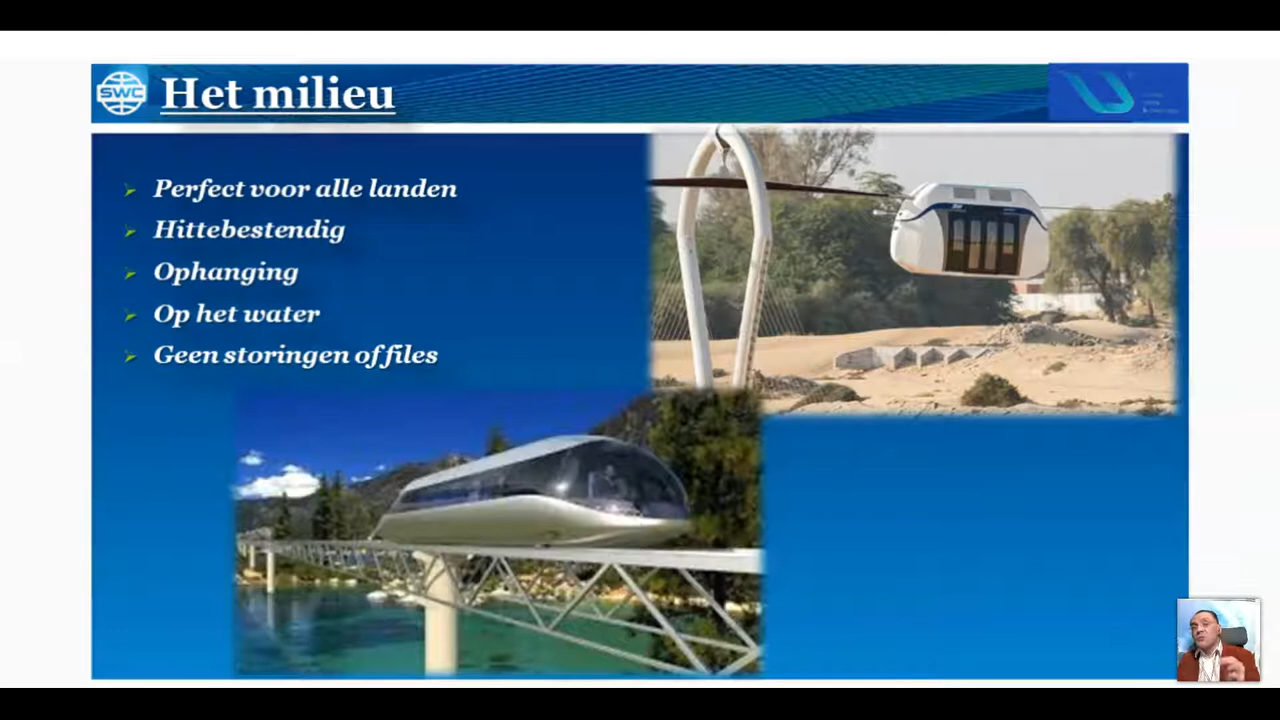 SWC
Het milieu
Perfect voor alle landen
Hittebestendig
Ophanging
Op het water
Geen storingen of files